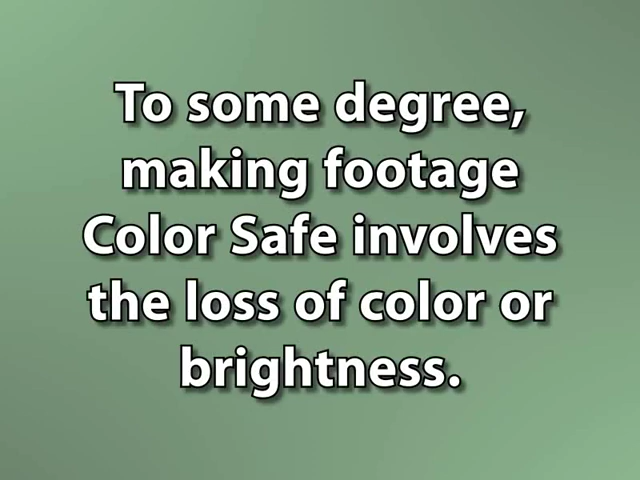 To some degree,
making footage
Color Safe involves
the loss of color or
brightness.